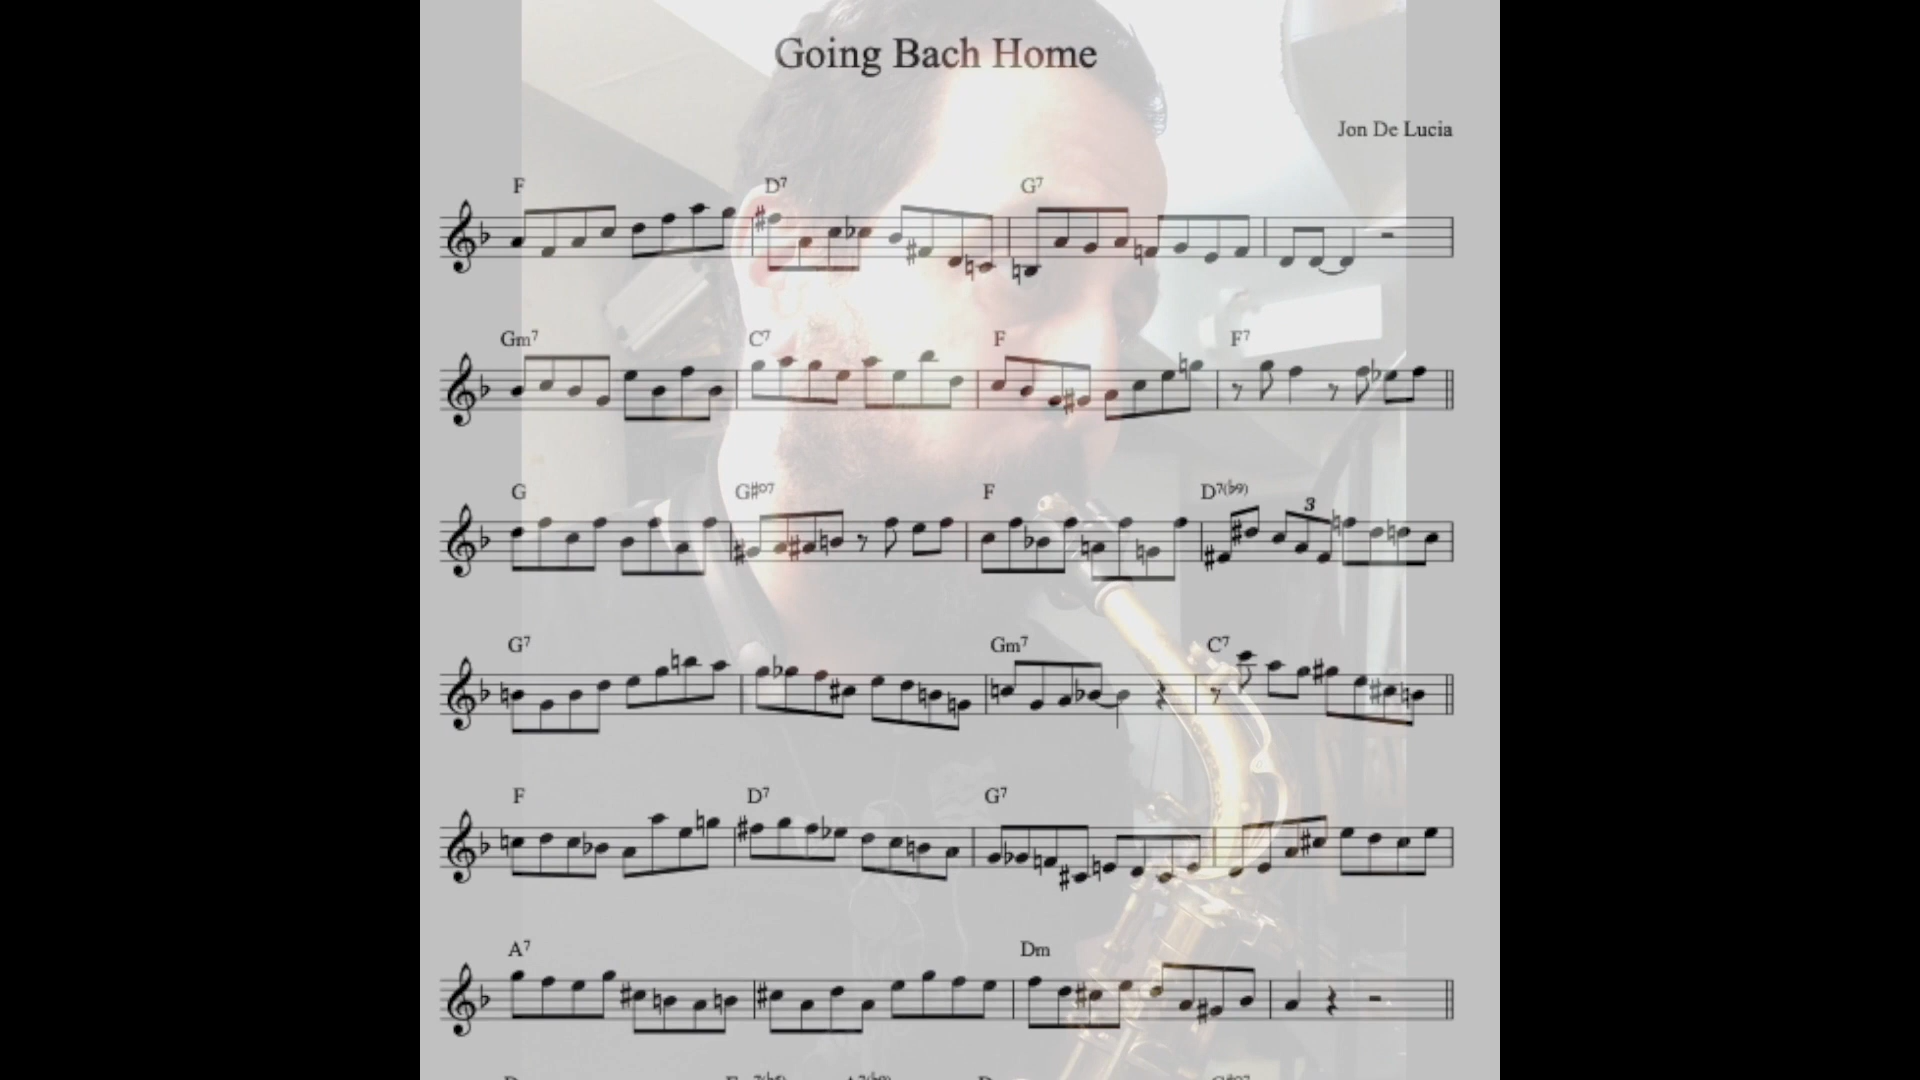 Going Bach Home
Jon De Lucia
F D7 G7
Gm7 C7 F F7
G G#o7 F D7(b9)
3
G7 Gm7 C7
F D7 G7
A7 Dm